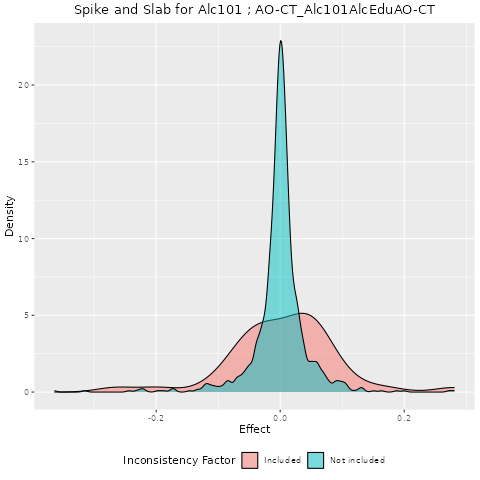 Spike and Slab for Alc101 ; AO-CT_Alc101AlcEduAO-CT
Density
20
15
10
5
0
-0.2
0.0
0.2
Effect
Inconsistency Factor Included Not included